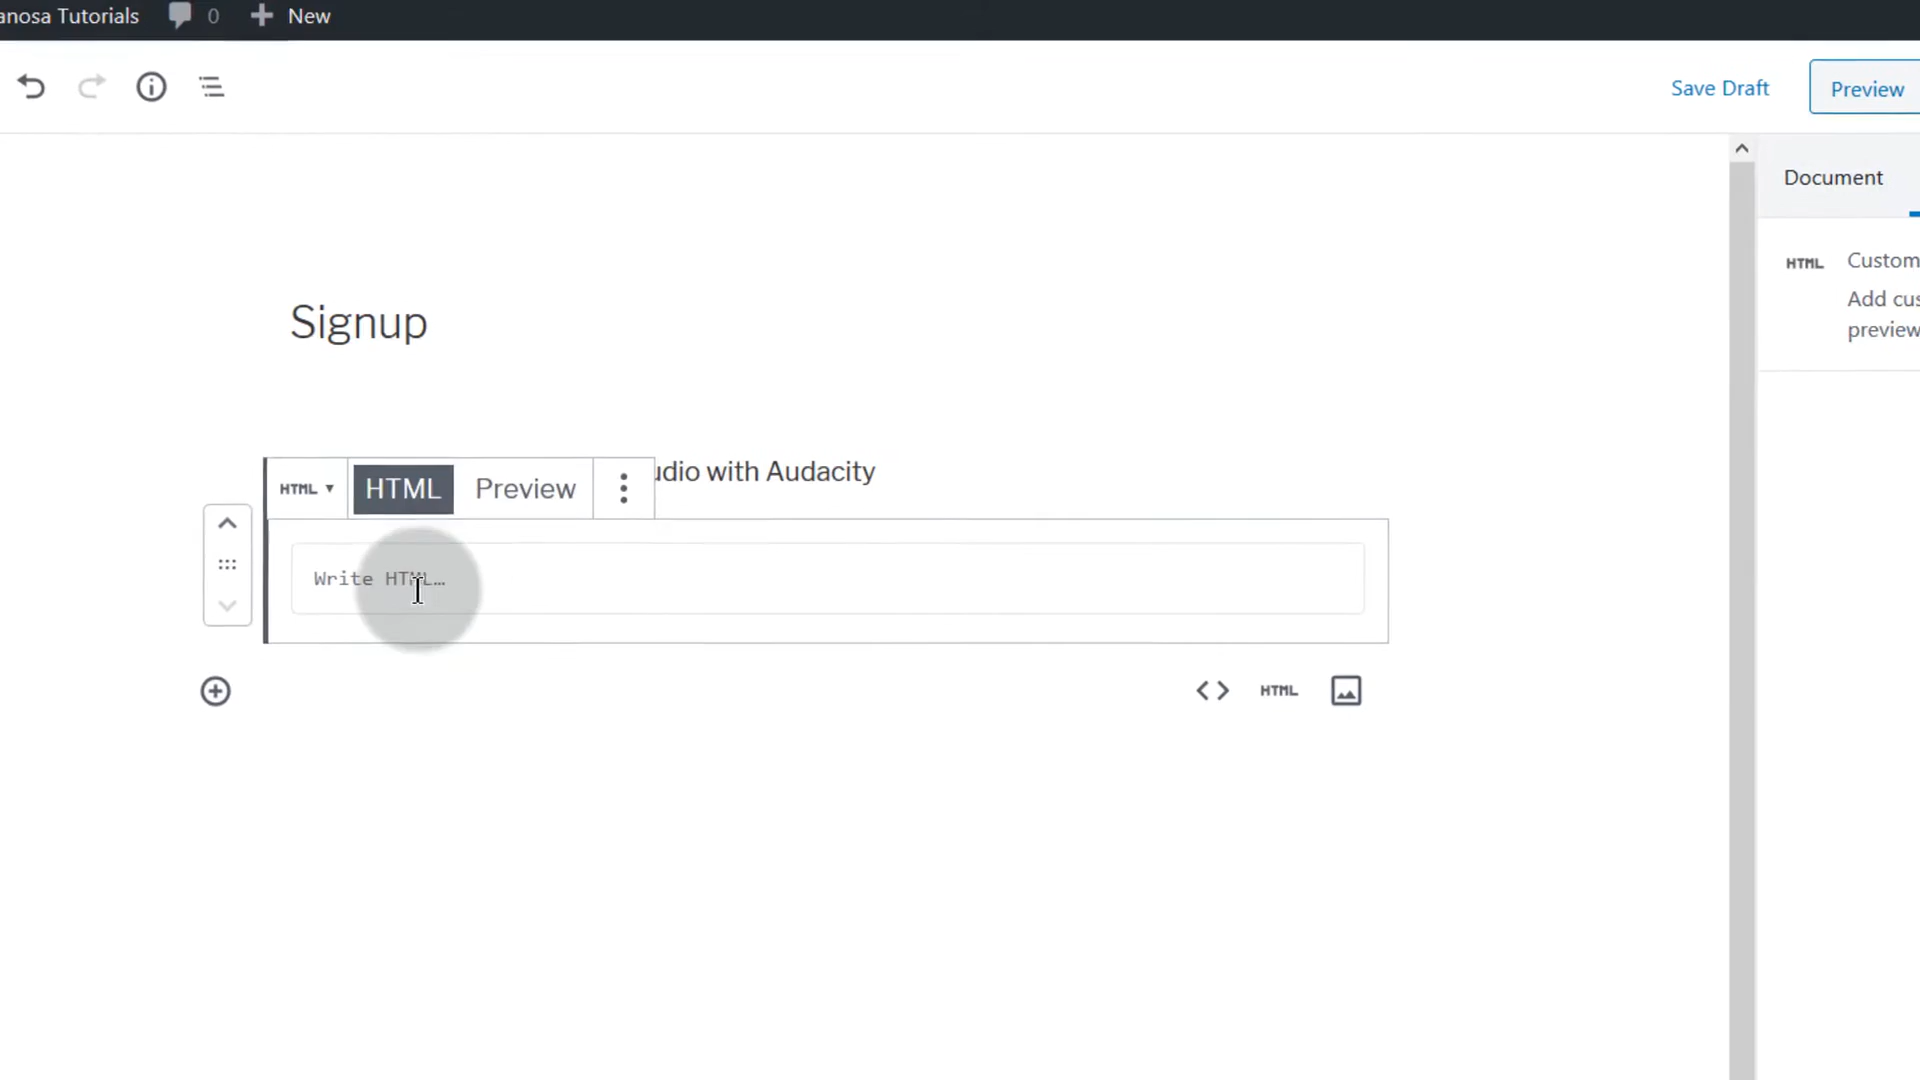 anosa Tutorials 0 New
Save Draft Preview
Document
HTML Custom
Add cus
preview
Signup
udio with Audacity
HTML HTML Preview
Write HTML…
HTML